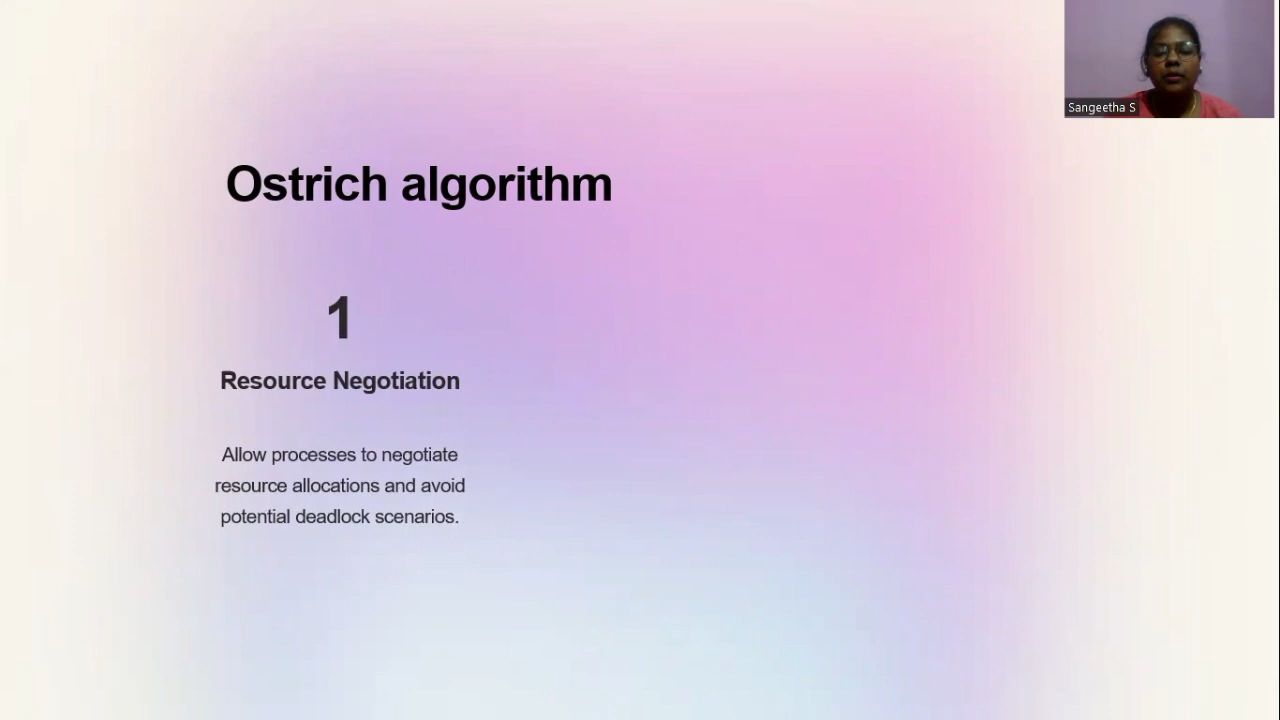 Sangeetha S
Ostrich algorithm
1
Resource Negotiation
Allow processes to negotiate
resource allocations and avoid
potential deadlock scenarios.